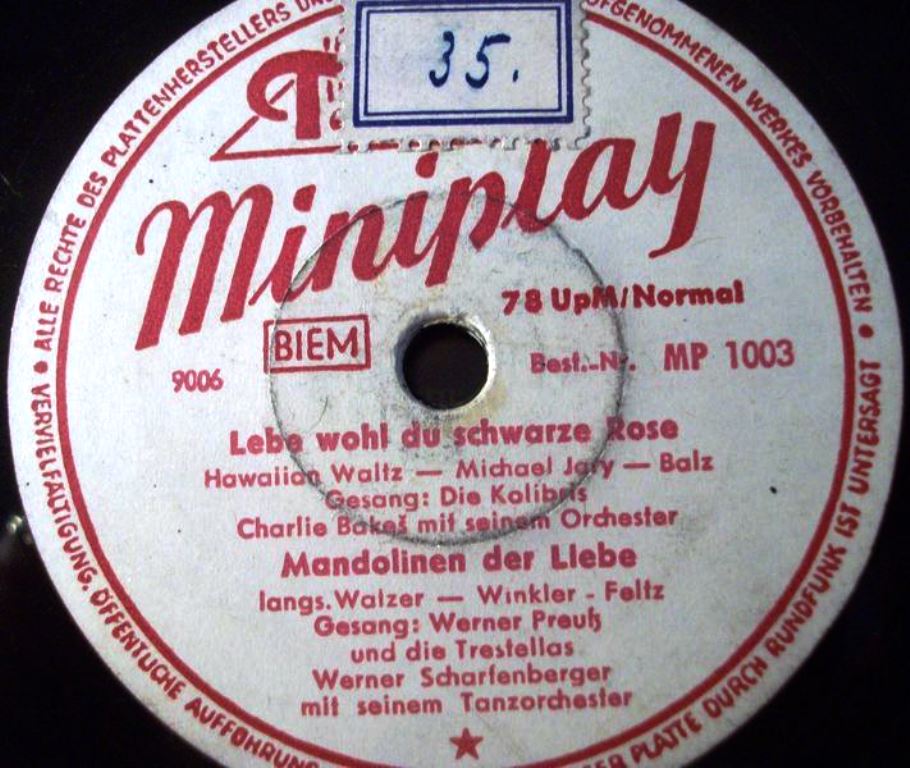 35.
Miniplay
78 UpM/Normal
BIEM
9006
Best.-Nr. MP 1003
Lebe wohl du schwarze Rose
Hawaiian Waltz — Michael Jary — Balz
Gesang: Die Kolibris
Charlie Bakeš mit seinem Orchester
Mandolinen der Liebe
langs. Walzer — Winkler - Feltz
Gesang: Werner Preuß
und die Trestellas
Werner Scharfenberger
mit seinem Tanzorchester
• ALLE RECHTE DES PLATTENHERSTELLERS
AUFGENOMMENEN WERKES VORBEHALTEN •
VERVIELFÄLTIGUNG, ÖFFENTLICHE AUFFÜHRUNG
PLATTE DURCH RUNDFUNK IST UNTERSAGT